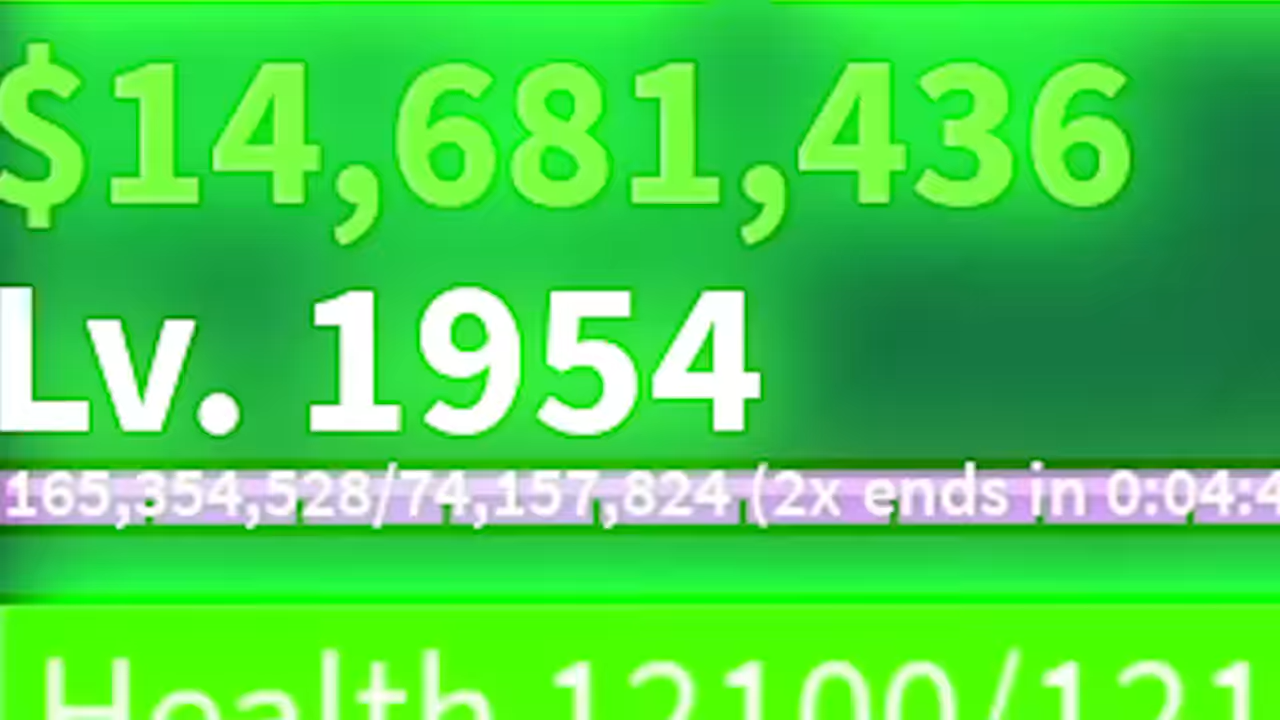 $14,681,436
Lv. 1954
165,354,528/74,157,824 (2x ends in 0:04:4
Health 12100/121